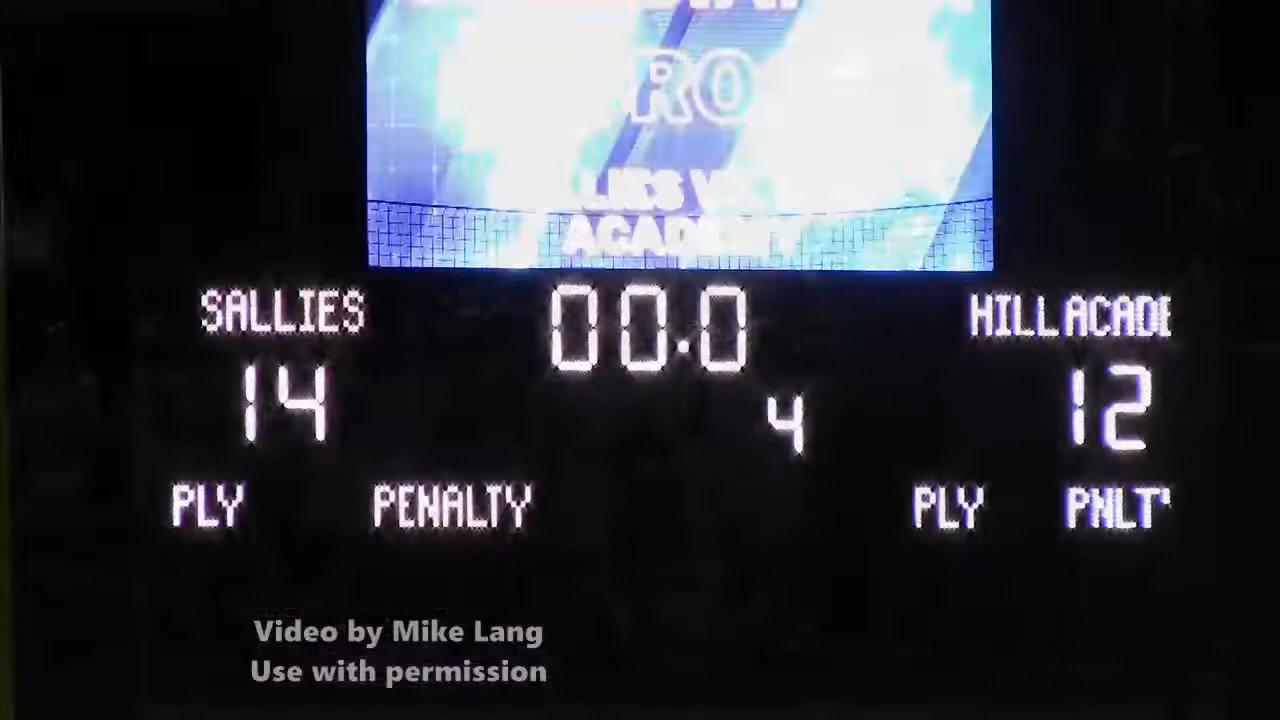 RO
ACADEMY
SALLIES 00.0 HILLACADE
14 4 12
PLY PENALTY PLY PNLT
Video by Mike Lang
Use with permission